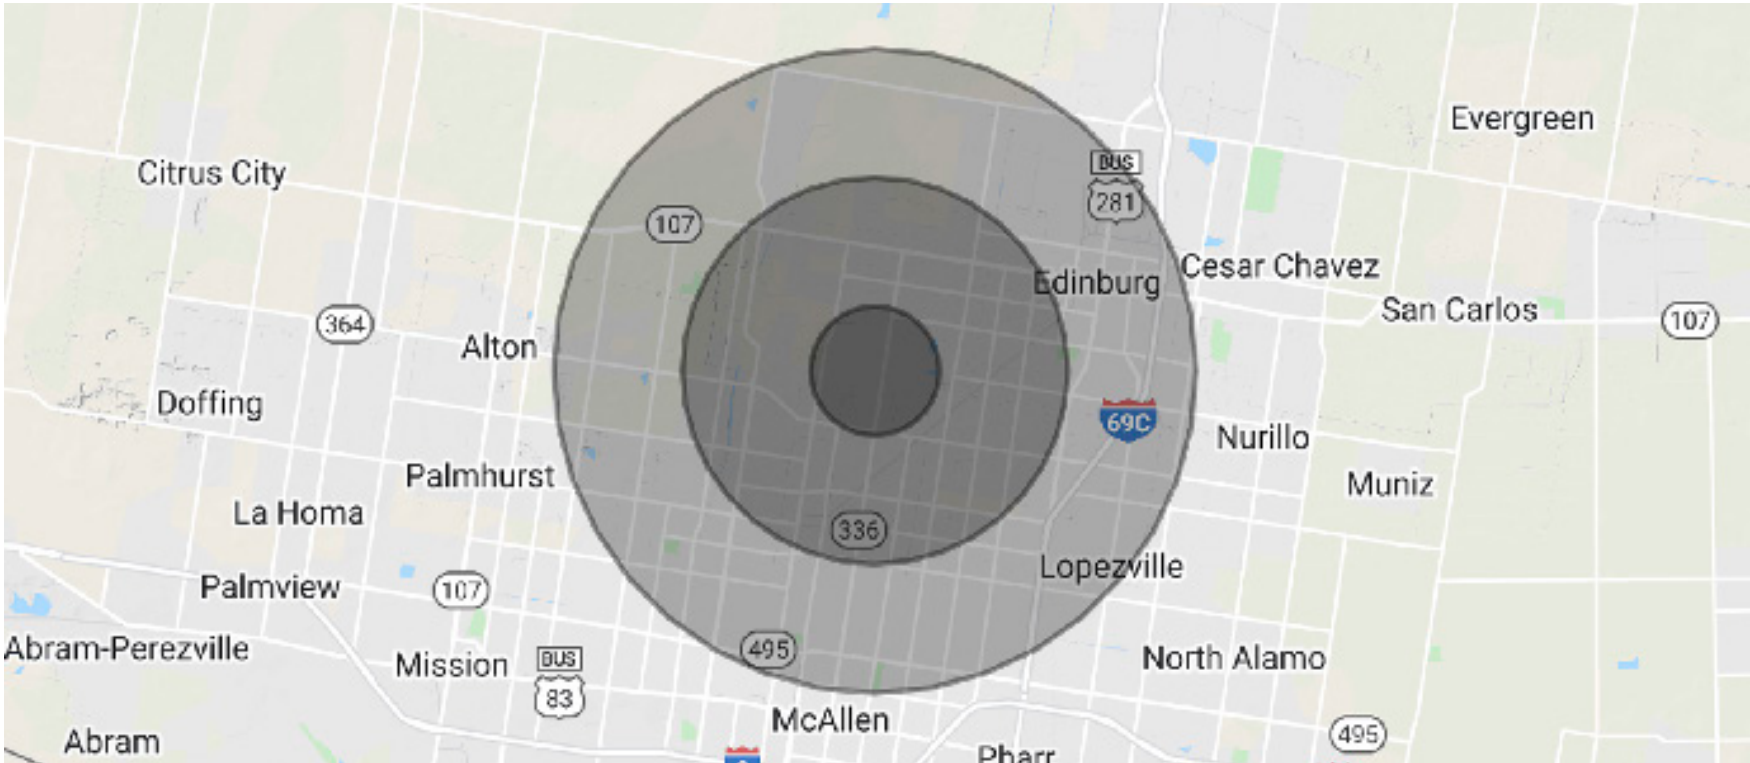 Evergreen
BUS
Citrus City
281
107
Cesar Chavez
Edinburg
San Carlos
364
107
Alton
Doffing
69C
Nurillo
Palmhurst
Muniz
La Homa
336
Lopezville
Palmview
107
Abram-Perezville
495
Mission
BUS
North Alamo
83
McAllen
495
Abram
Pharr